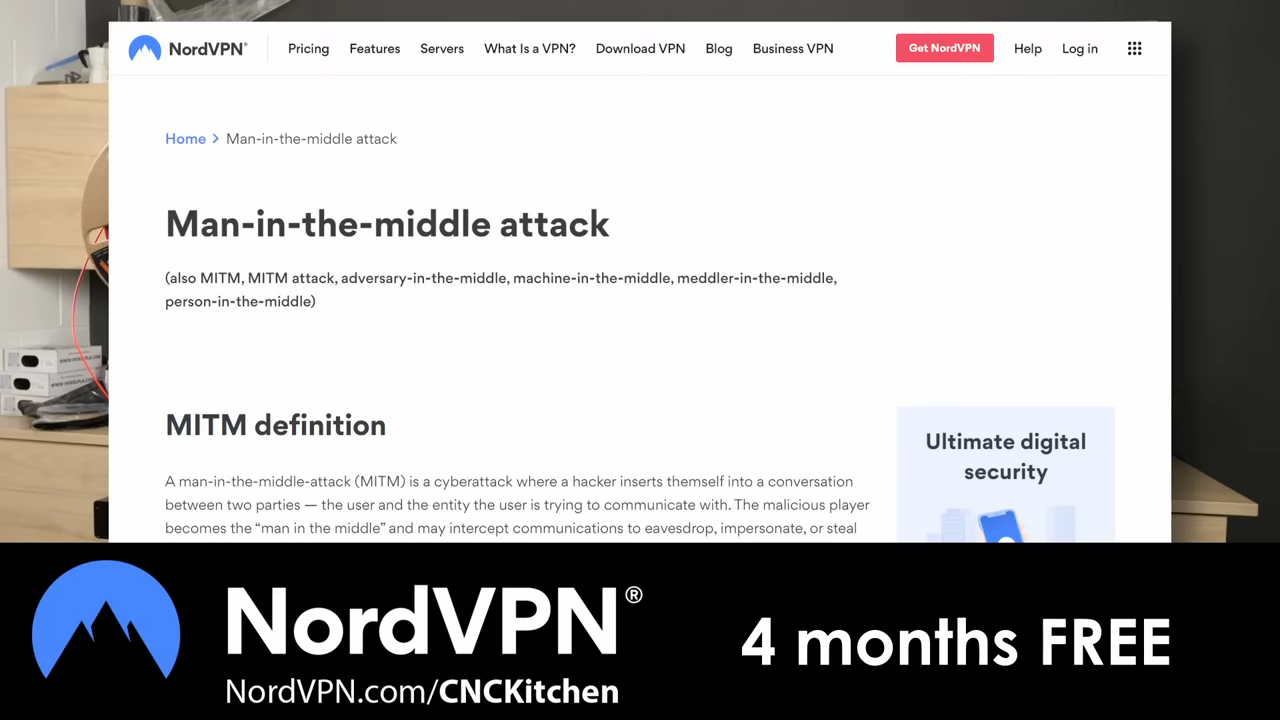 NordVPN®
Pricing Features Servers What Is a VPN? Download VPN Blog Business VPN Get NordVPN Help Log in
Home > Man-in-the-middle attack
Man-in-the-middle attack
(also MITM, MITM attack, adversary-in-the-middle, machine-in-the-middle, meddler-in-the-middle,
person-in-the-middle)
MITM definition
A man-in-the-middle-attack (MITM) is a cyberattack where a hacker inserts themself into a conversation
between two parties — the user and the entity the user is trying to communicate with. The malicious player
becomes the “man in the middle” and may intercept communications to eavesdrop, impersonate, or steal
Ultimate digital
security
NordVPN®
NordVPN.com/CNCKitchen
4 months FREE